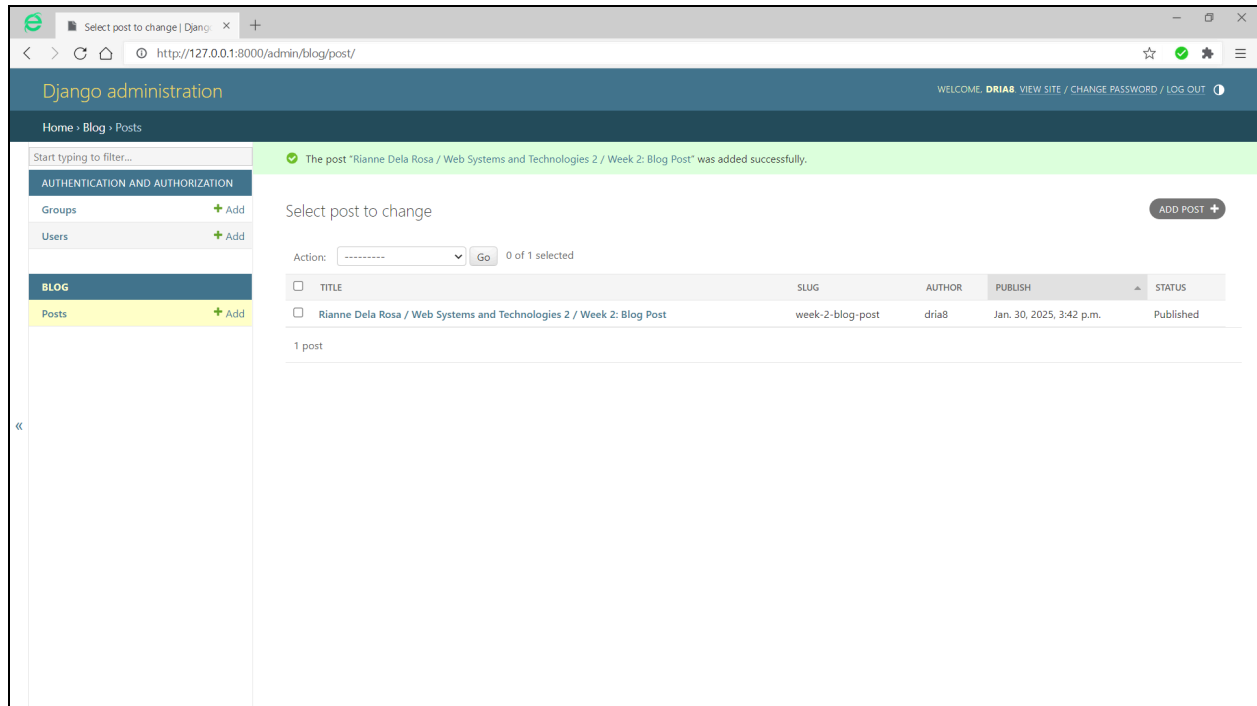 Select post to change | Djang
http://127.0.0.1:8000/admin/blog/post/
Django administration
WELCOME, DRIA8. VIEW SITE / CHANGE PASSWORD / LOG OUT
Home › Blog › Posts
Start typing to filter...
The post "Rianne Dela Rosa / Web Systems and Technologies 2 / Week 2: Blog Post" was added successfully.
AUTHENTICATION AND AUTHORIZATION
Groups + Add
Users + Add
BLOG
Posts + Add
«
Select post to change
ADD POST +
Action: --------- Go 0 of 1 selected
TITLE SLUG AUTHOR PUBLISH STATUS
Rianne Dela Rosa / Web Systems and Technologies 2 / Week 2: Blog Post week-2-blog-post dria8 Jan. 30, 2025, 3:42 p.m. Published
1 post